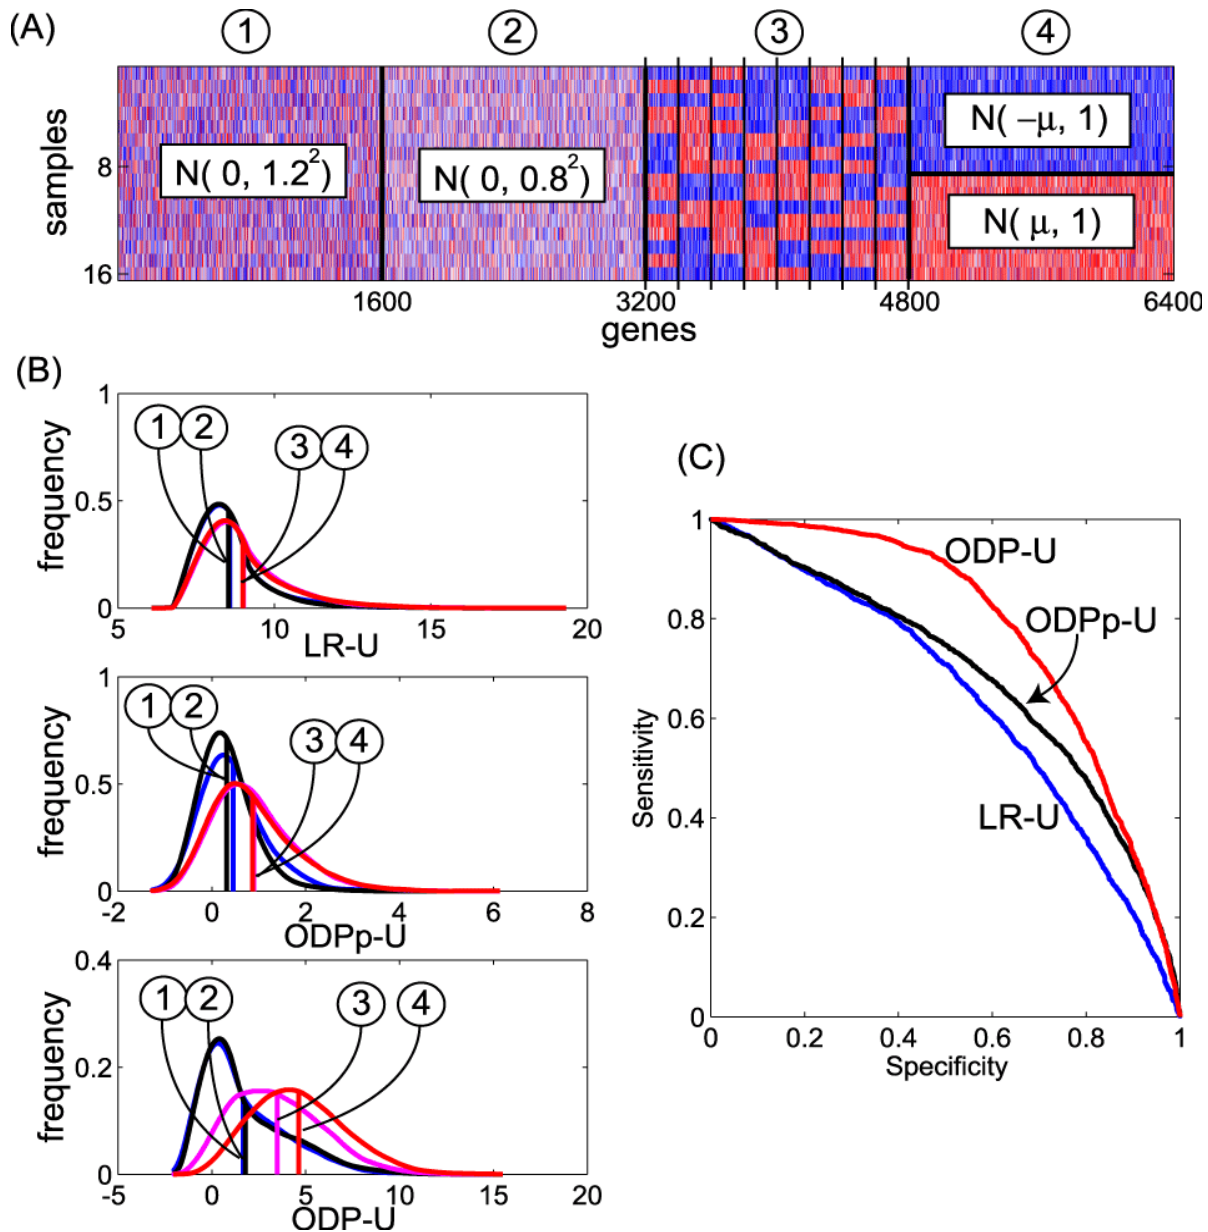 (A)
① ② ③ ④
samples
8
16
N( 0, 1.2²)
N( 0, 0.8²)
N( −μ, 1)
N( μ, 1)
1600 3200 4800 6400
genes
(B)
frequency
1
0.5
0
① ② ③ ④
5 10 15 20
LR-U
frequency
1
0.5
0
① ② ③ ④
-2 0 2 4 6 8
ODPp-U
frequency
0.4
0.2
0
① ② ③ ④
-5 0 5 10 15 20
ODP-U
(C)
Sensitivity
1
0.8
0.6
0.4
0.2
0
ODP-U
ODPp-U
LR-U
0 0.2 0.4 0.6 0.8 1
Specificity